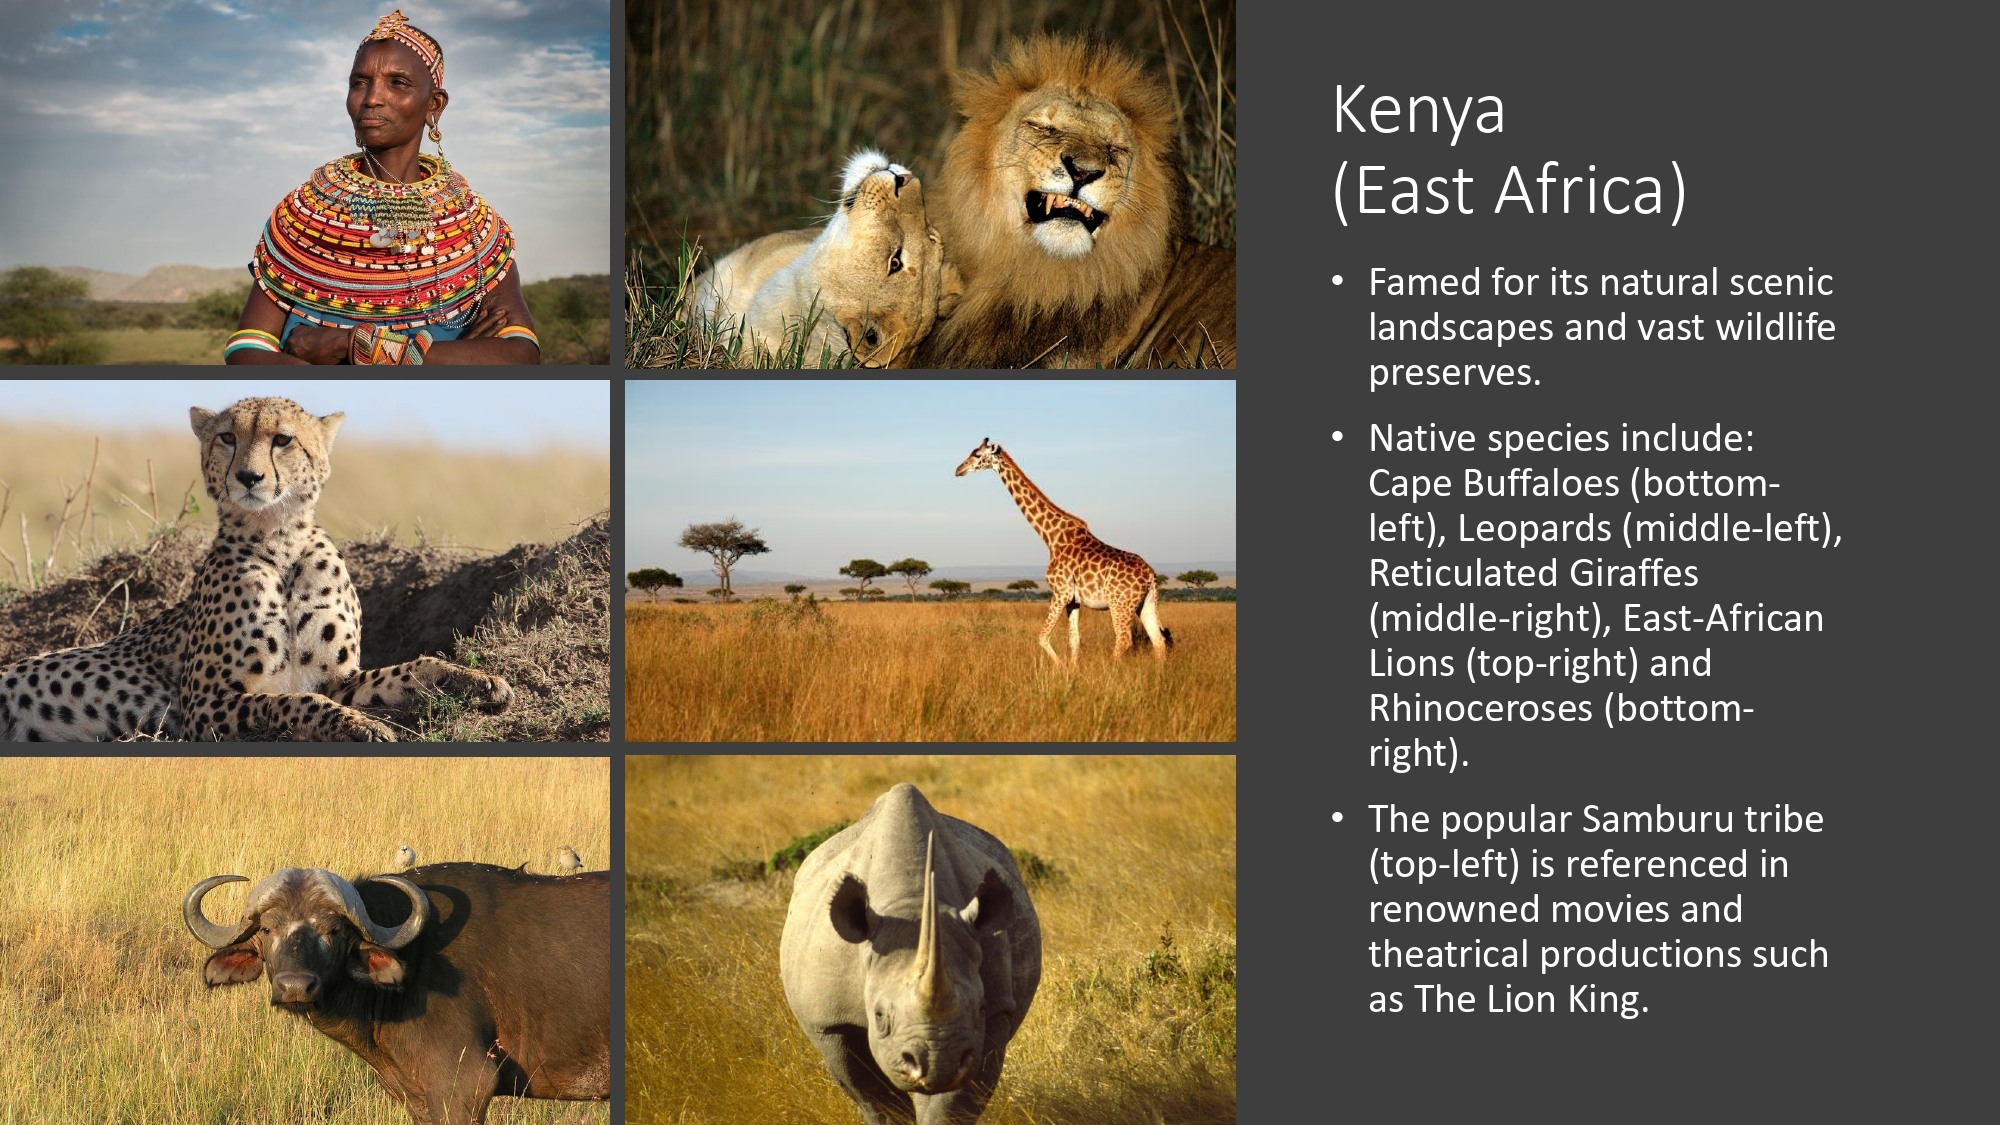 Kenya
(East Africa)
• Famed for its natural scenic
landscapes and vast wildlife
preserves.
• Native species include:
Cape Buffaloes (bottom-
left), Leopards (middle-left),
Reticulated Giraffes
(middle-right), East-African
Lions (top-right) and
Rhinoceroses (bottom-
right).
• The popular Samburu tribe
(top-left) is referenced in
renowned movies and
theatrical productions such
as The Lion King.